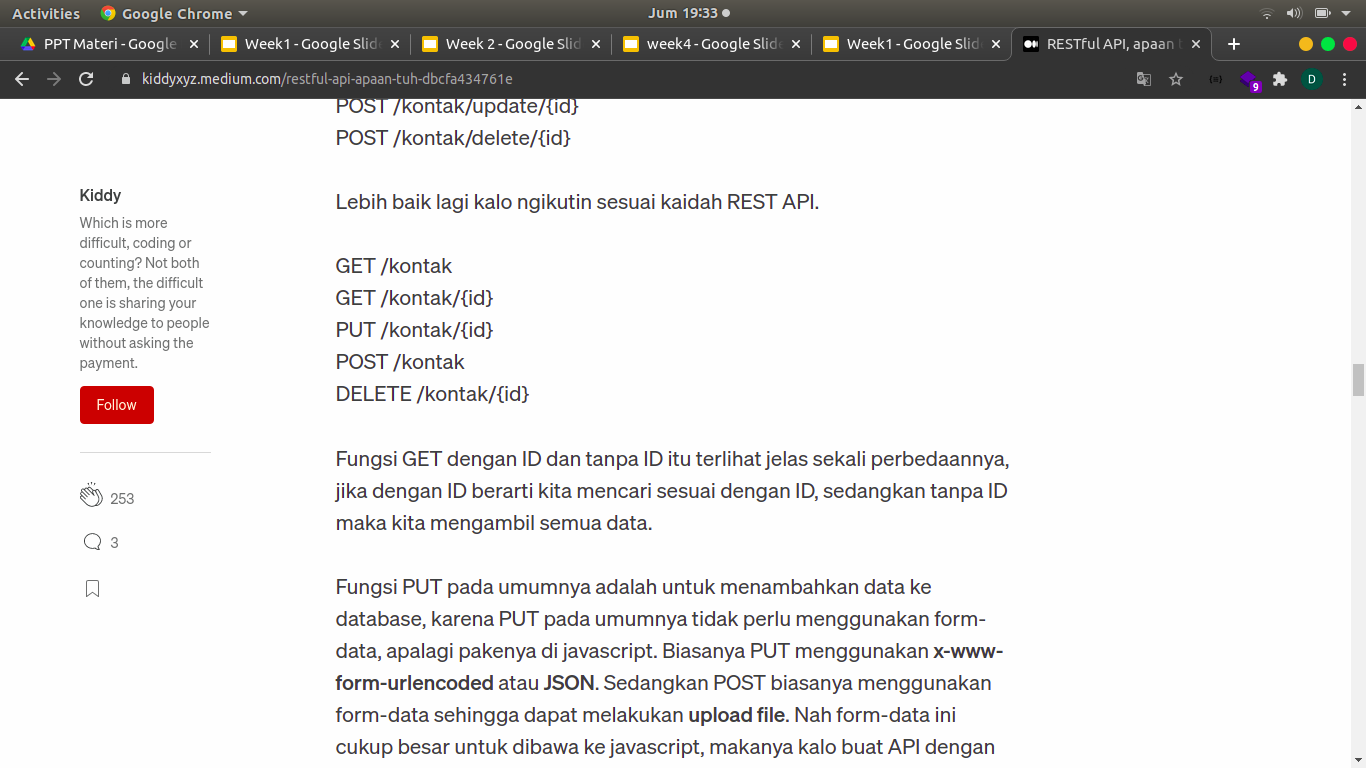 Activities
Google Chrome
Jum 19:33
PPT Materi - Google
Week1 - Google Slid
Week 2 - Google Slid
week4 - Google Slid
Week1 - Google Slid
RESTful API, apaan t
kiddyxyz.medium.com/restful-api-apaan-tuh-dbcfa434761e
9
D
POST /kontak/update/{id}
POST /kontak/delete/{id}
Kiddy
Which is more
difficult, coding or
counting? Not both
of them, the difficult
one is sharing your
knowledge to people
without asking the
payment.
Follow
253
3
Lebih baik lagi kalo ngikutin sesuai kaidah REST API.
GET /kontak
GET /kontak/{id}
PUT /kontak/{id}
POST /kontak
DELETE /kontak/{id}
Fungsi GET dengan ID dan tanpa ID itu terlihat jelas sekali perbedaannya,
jika dengan ID berarti kita mencari sesuai dengan ID, sedangkan tanpa ID
maka kita mengambil semua data.
Fungsi PUT pada umumnya adalah untuk menambahkan data ke
database, karena PUT pada umumnya tidak perlu menggunakan form-
data, apalagi pakenya di javascript. Biasanya PUT menggunakan x-www-
form-urlencoded atau JSON. Sedangkan POST biasanya menggunakan
form-data sehingga dapat melakukan upload file. Nah form-data ini
cukup besar untuk dibawa ke javascript, makanya kalo buat API dengan